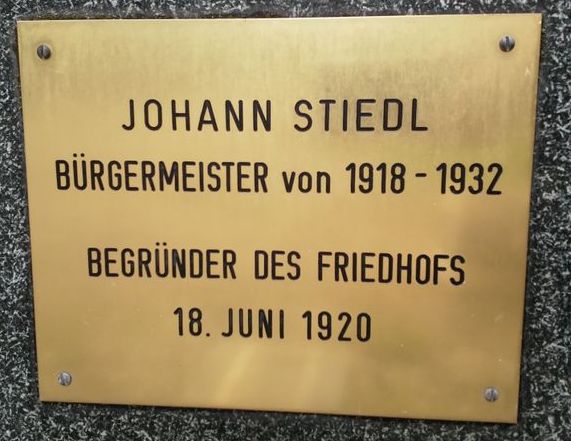 JOHANN STIEDL
BÜRGERMEISTER von 1918 - 1932
BEGRÜNDER DES FRIEDHOFS
18. JUNI 1920